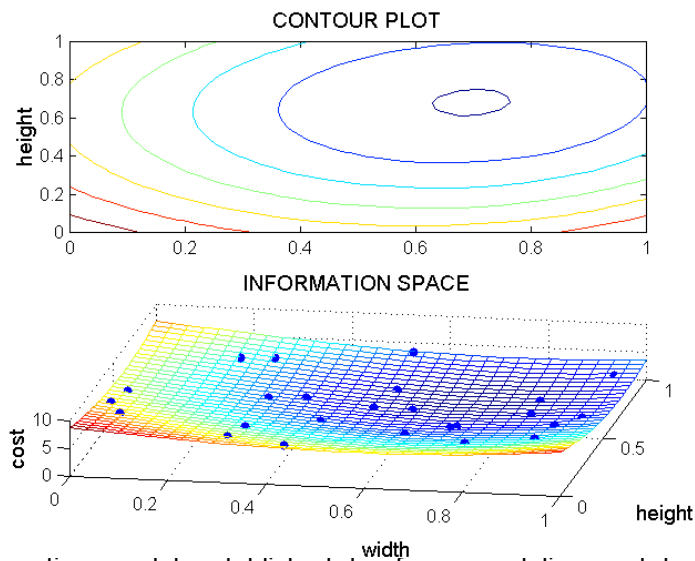 CONTOUR PLOT
1
0.8
0.6
0.4
0.2
0
height
0 0.2 0.4 0.6 0.8 1
INFORMATION SPACE
10
5
0
cost
0 0.2 0.4 0.6 0.8 1
width
0 0.5 1
height